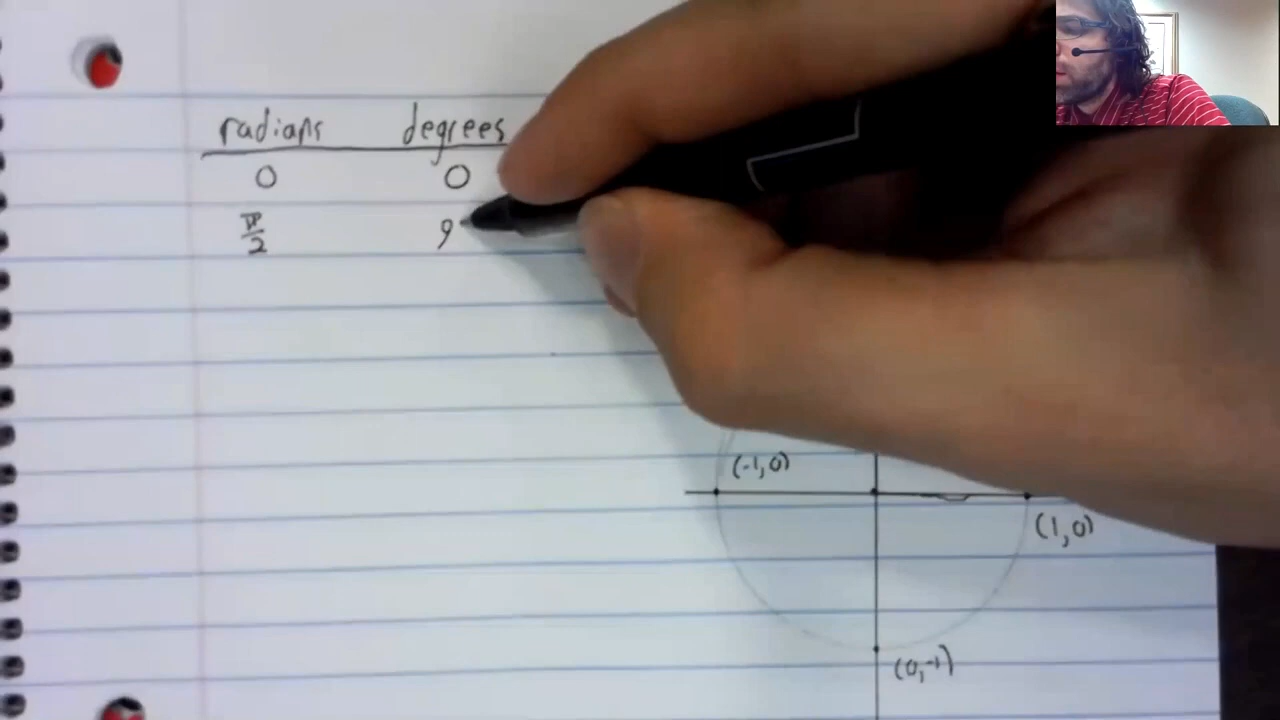 radians degrees
0 0
π/2 9
(-1,0)
(1,0)
(0,-1)